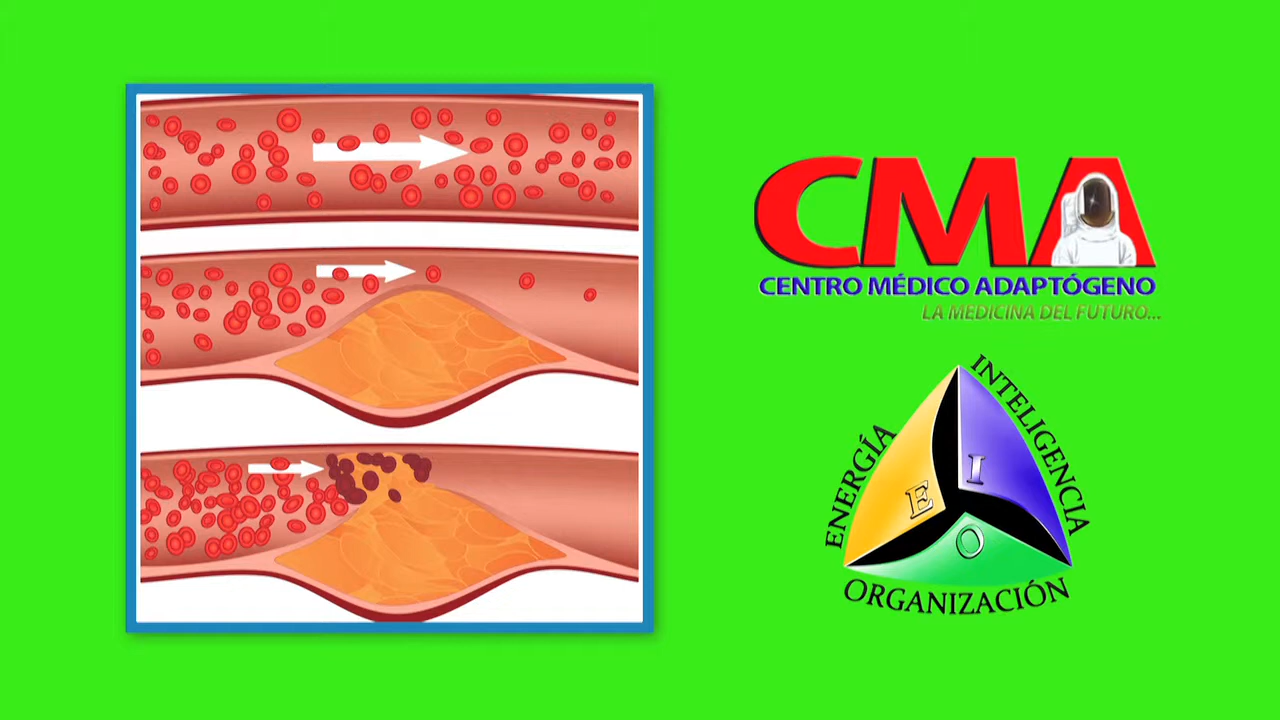 CMA
CENTRO MÉDICO ADAPTÓGENO
LA MEDICINA DEL FUTURO...
ENERGÍA
INTELIGENCIA
E
I
O
ORGANIZACIÓN